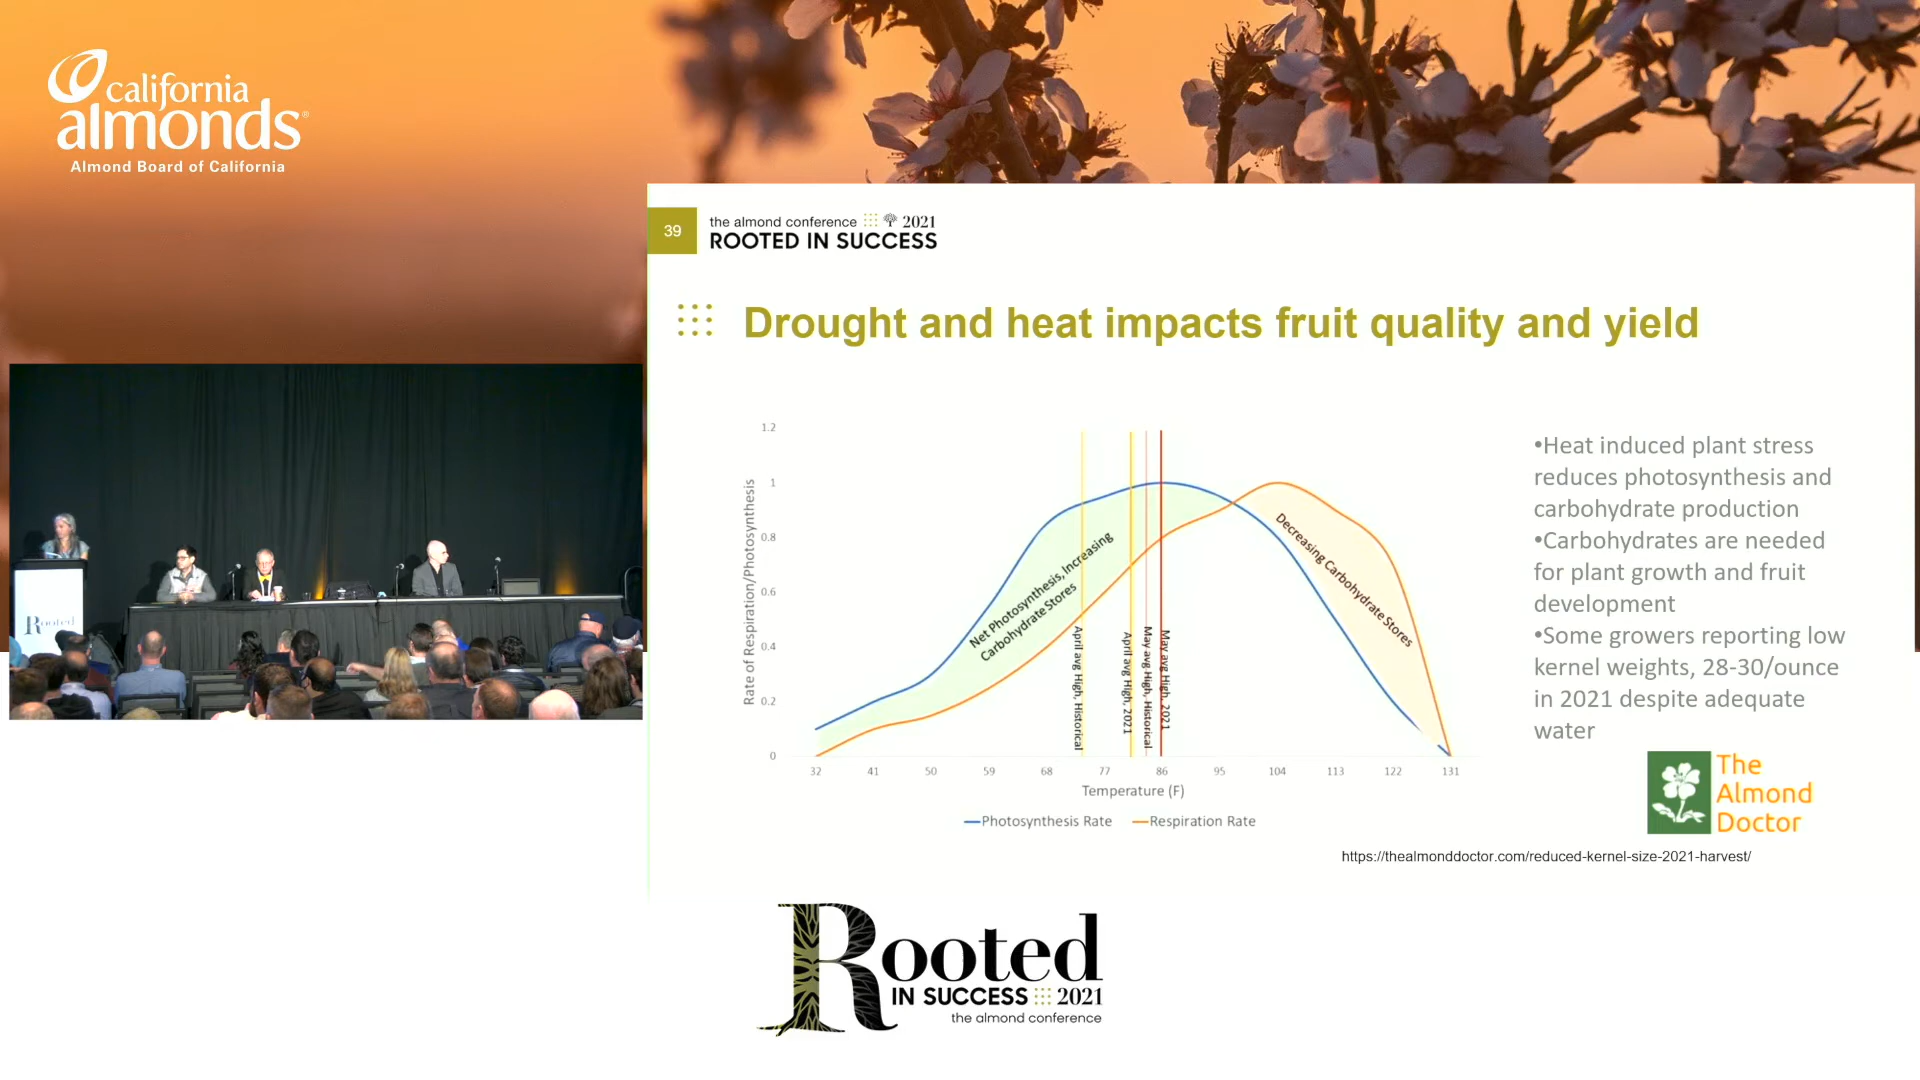 california
almonds®
Almond Board of California
39
the almond conference 2021
ROOTED IN SUCCESS
Drought and heat impacts fruit quality and yield
1.2
1
0.8
0.6
0.4
0.2
0
Rate of Respiration/Photosynthesis
Net Photosynthesis, Increasing
Carbohydrate Stores
Decreasing Carbohydrate Stores
April avg High, Historical
April avg High, 2021
May avg High, Historical
May avg High, 2021
32 41 50 59 68 77 86 95 104 113 122 131
Temperature (F)
Photosynthesis Rate Respiration Rate
•Heat induced plant stress
reduces photosynthesis and
carbohydrate production
•Carbohydrates are needed
for plant growth and fruit
development
•Some growers reporting low
kernel weights, 28-30/ounce
in 2021 despite adequate
water
The
Almond
Doctor
https://thealmonddoctor.com/reduced-kernel-size-2021-harvest/
Rooted
Rooted
IN SUCCESS 2021
the almond conference